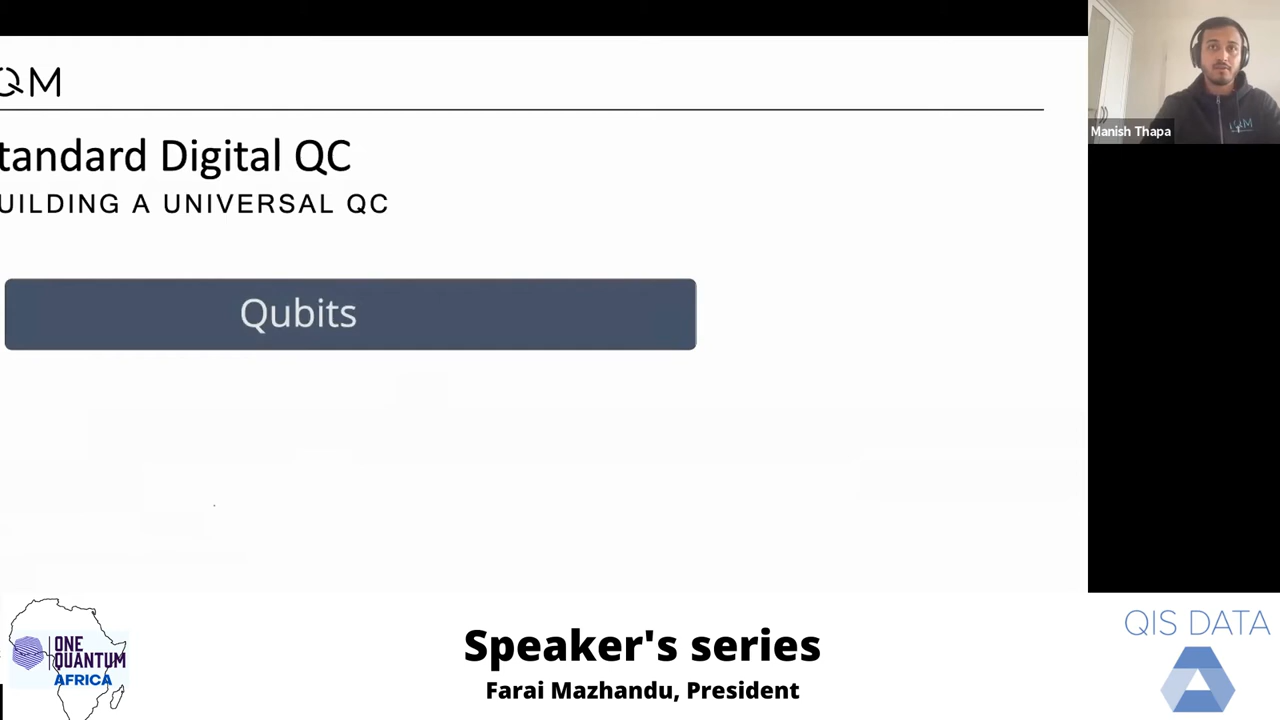 QM
tandard Digital QC
UILDING A UNIVERSAL QC
Qubits
Manish Thapa
IQM
ONE
QUANTUM
AFRICA
Speaker's series
Farai Mazhandu, President
QIS DATA